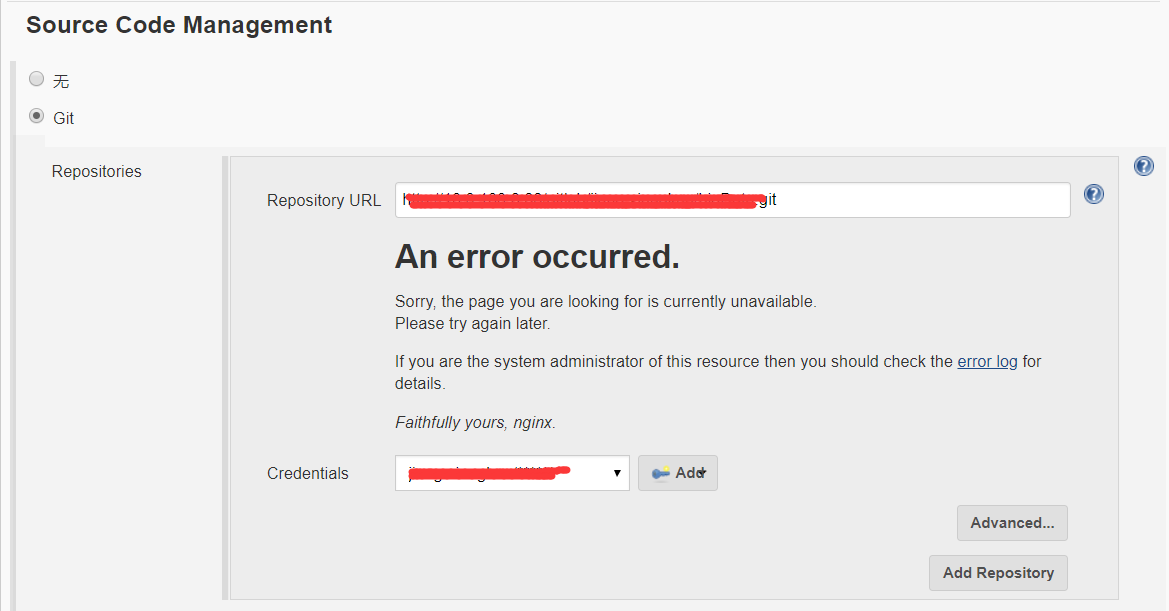 Source Code Management
无
Git
Repositories
Repository URL
git
An error occurred.
Sorry, the page you are looking for is currently unavailable.
Please try again later.
If you are the system administrator of this resource then you should check the error log for
details.
Faithfully yours, nginx.
Credentials
Add
Advanced...
Add Repository